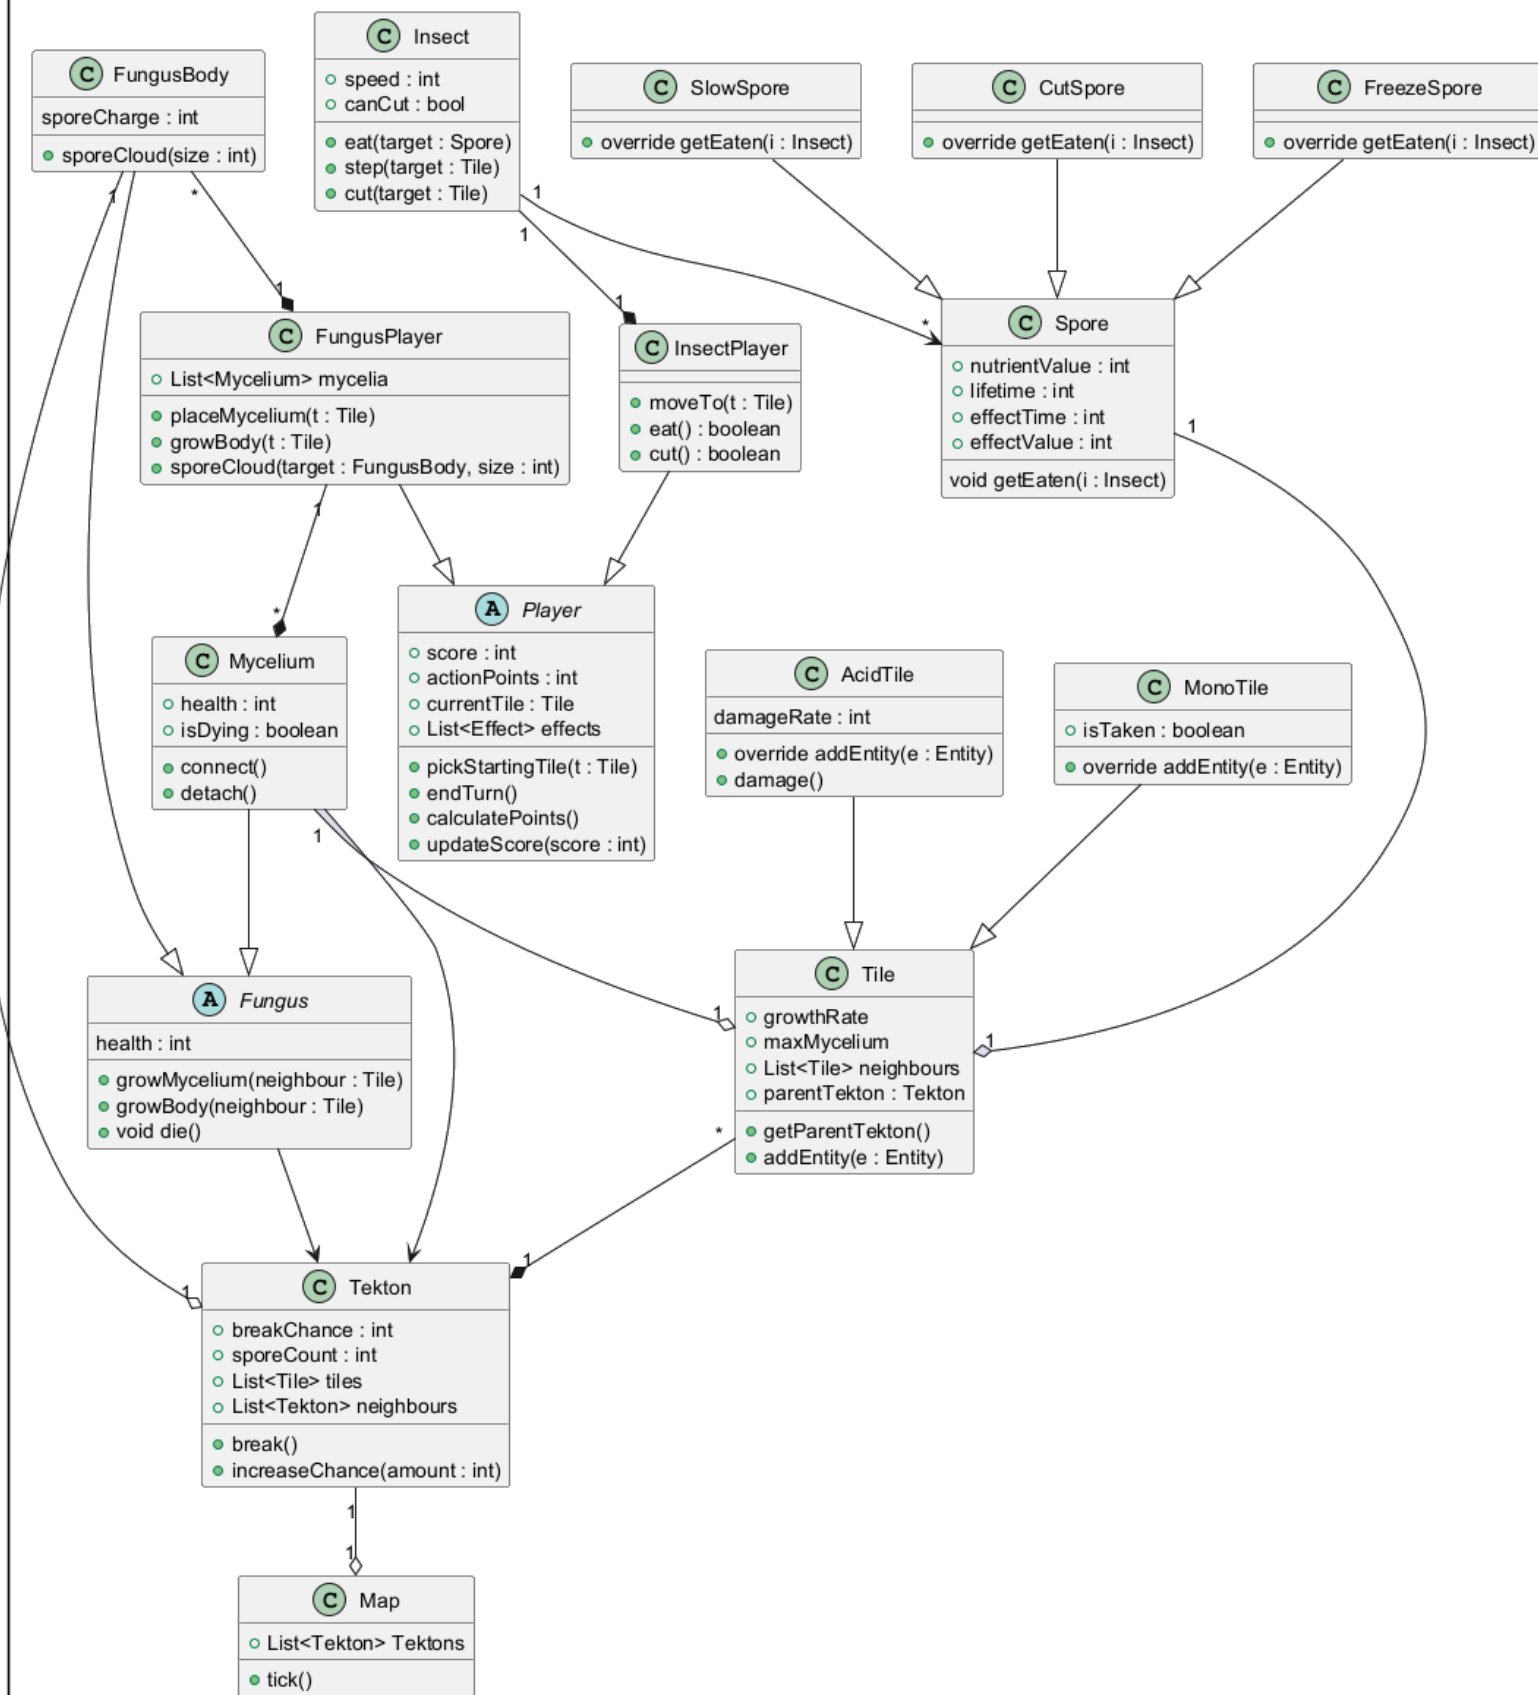 C FungusBody
sporeCharge : int
sporeCloud(size : int)
C Insect
speed : int
canCut : bool
eat(target : Spore)
step(target : Tile)
cut(target : Tile)
C SlowSpore
override getEaten(i : Insect)
C CutSpore
override getEaten(i : Insect)
C FreezeSpore
override getEaten(i : Insect)
1
*
1
1
1
1
*
C FungusPlayer
List<Mycelium> mycelia
placeMycelium(t : Tile)
growBody(t : Tile)
sporeCloud(target : FungusBody, size : int)
C InsectPlayer
moveTo(t : Tile)
eat() : boolean
cut() : boolean
C Spore
nutrientValue : int
lifetime : int
effectTime : int
effectValue : int
void getEaten(i : Insect)
1
1
*
C Mycelium
health : int
isDying : boolean
connect()
detach()
A Player
score : int
actionPoints : int
currentTile : Tile
List<Effect> effects
pickStartingTile(t : Tile)
endTurn()
calculatePoints()
updateScore(score : int)
C AcidTile
damageRate : int
override addEntity(e : Entity)
damage()
C MonoTile
isTaken : boolean
override addEntity(e : Entity)
1
1
1
A Fungus
health : int
growMycelium(neighbour : Tile)
growBody(neighbour : Tile)
void die()
C Tile
growthRate
maxMycelium
List<Tile> neighbours
parentTekton : Tekton
getParentTekton()
addEntity(e : Entity)
*
1
1
C Tekton
breakChance : int
sporeCount : int
List<Tile> tiles
List<Tekton> neighbours
break()
increaseChance(amount : int)
1
1
C Map
List<Tekton> Tektons
tick()